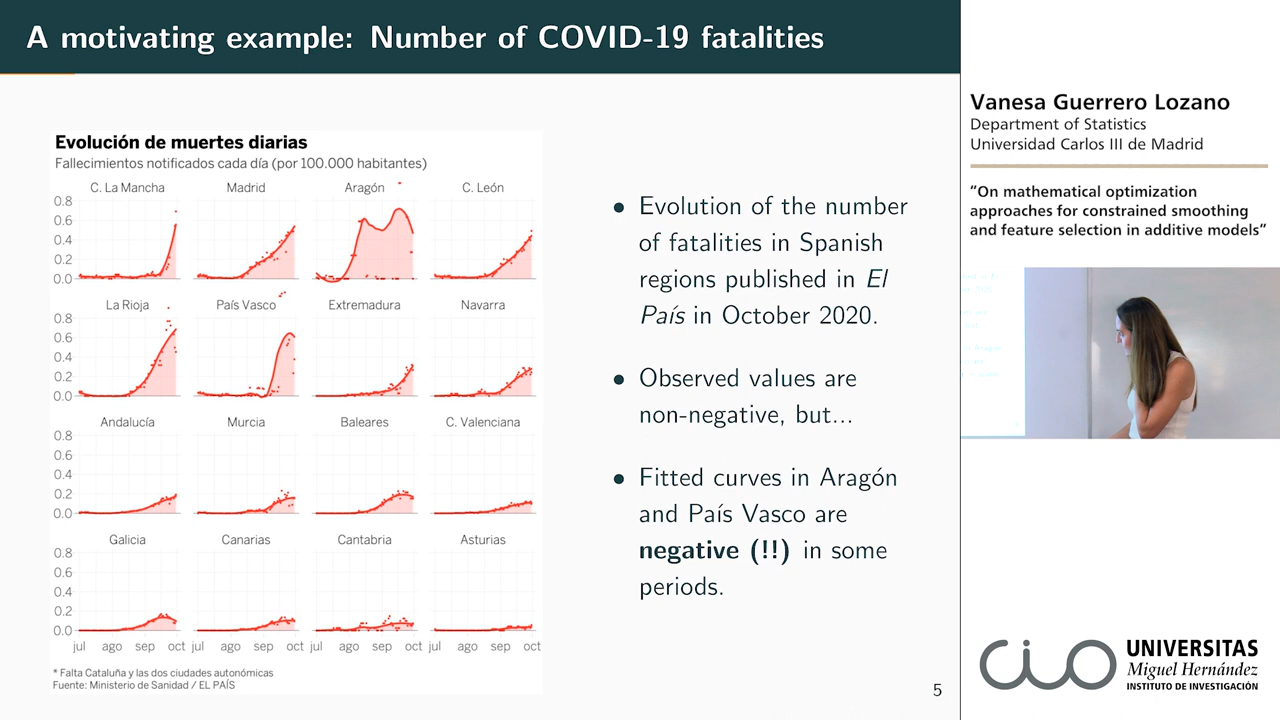 A motivating example: Number of COVID-19 fatalities
Evolución de muertes diarias
Fallecimientos notificados cada día (por 100.000 habitantes)
C. La Mancha Madrid Aragón C. León
0.8
0.6
0.4
0.2
0.0
La Rioja País Vasco Extremadura Navarra
0.8
0.6
0.4
0.2
0.0
Andalucía Murcia Baleares C. Valenciana
0.8
0.6
0.4
0.2
0.0
Galicia Canarias Cantabria Asturias
0.8
0.6
0.4
0.2
0.0
jul ago sep oct jul ago sep oct jul ago sep oct jul ago sep oct
* Falta Cataluña y las dos ciudades autonómicas
Fuente: Ministerio de Sanidad / EL PAÍS
• Evolution of the number
of fatalities in Spanish
regions published in El
País in October 2020.
• Observed values are
non-negative, but...
• Fitted curves in Aragón
and País Vasco are
negative (!!) in some
periods.
5
Vanesa Guerrero Lozano
Department of Statistics
Universidad Carlos III de Madrid
“On mathematical optimization
approaches for constrained smoothing
and feature selection in additive models”
cio
UNIVERSITAS
Miguel Hernández
INSTITUTO DE INVESTIGACIÓN